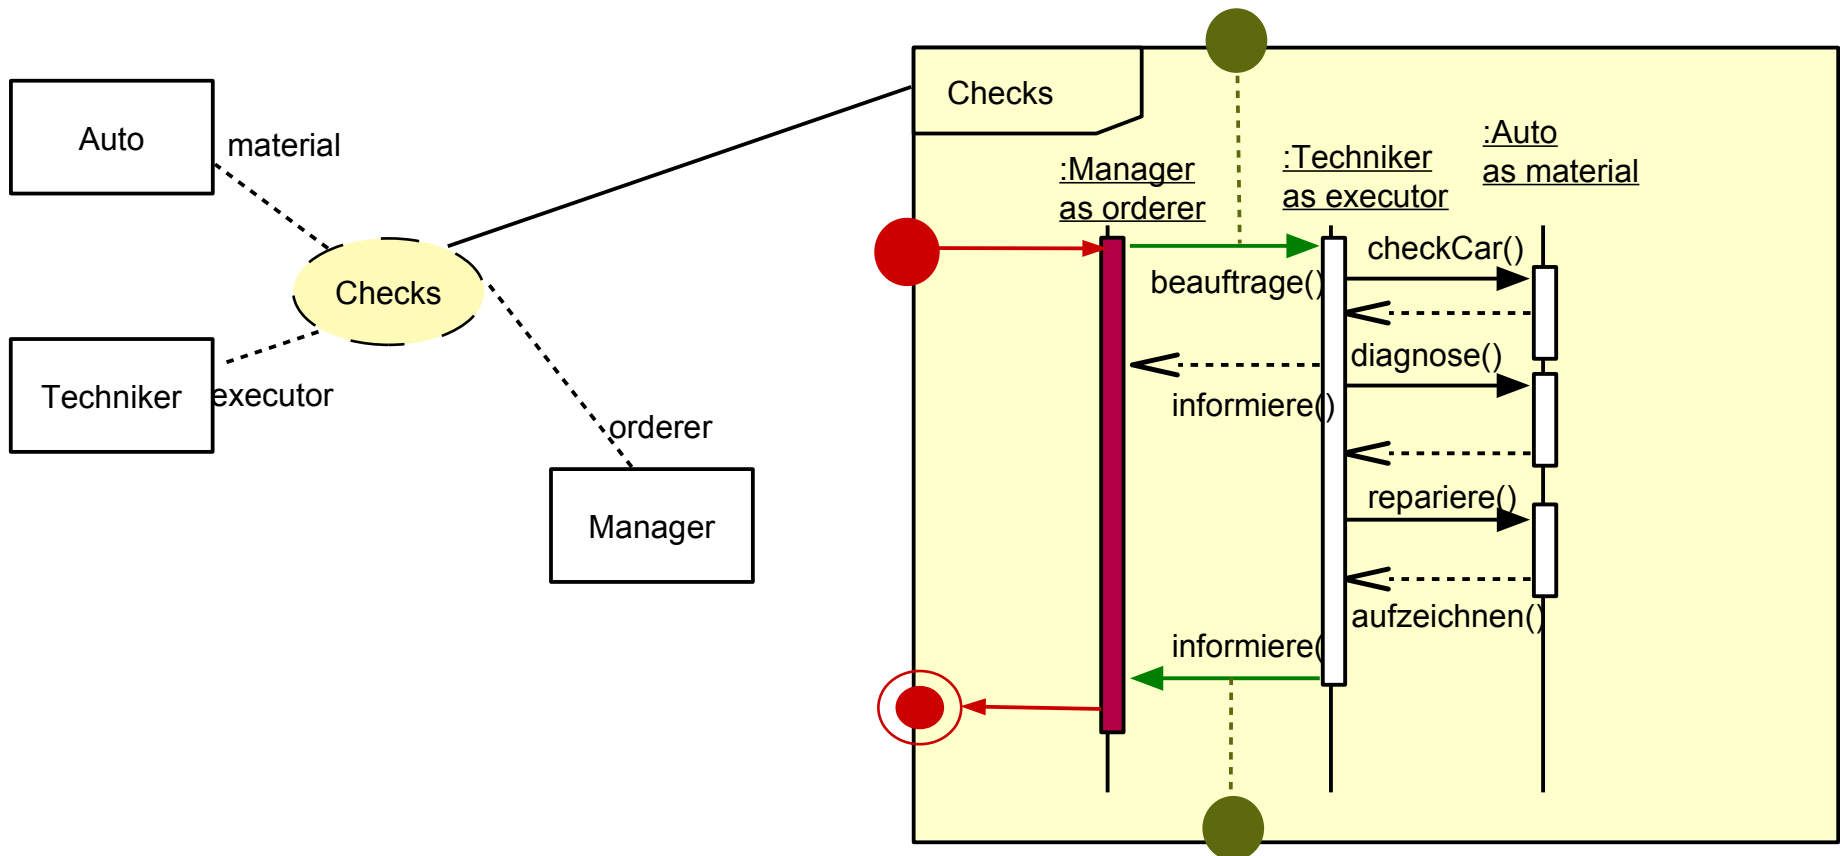 Auto
material
Checks
Techniker
executor
orderer
Manager
Checks
:Manager
as orderer
:Techniker
as executor
:Auto
as material
checkCar()
beauftrage()
diagnose()
informiere()
repariere()
aufzeichnen()
informiere(